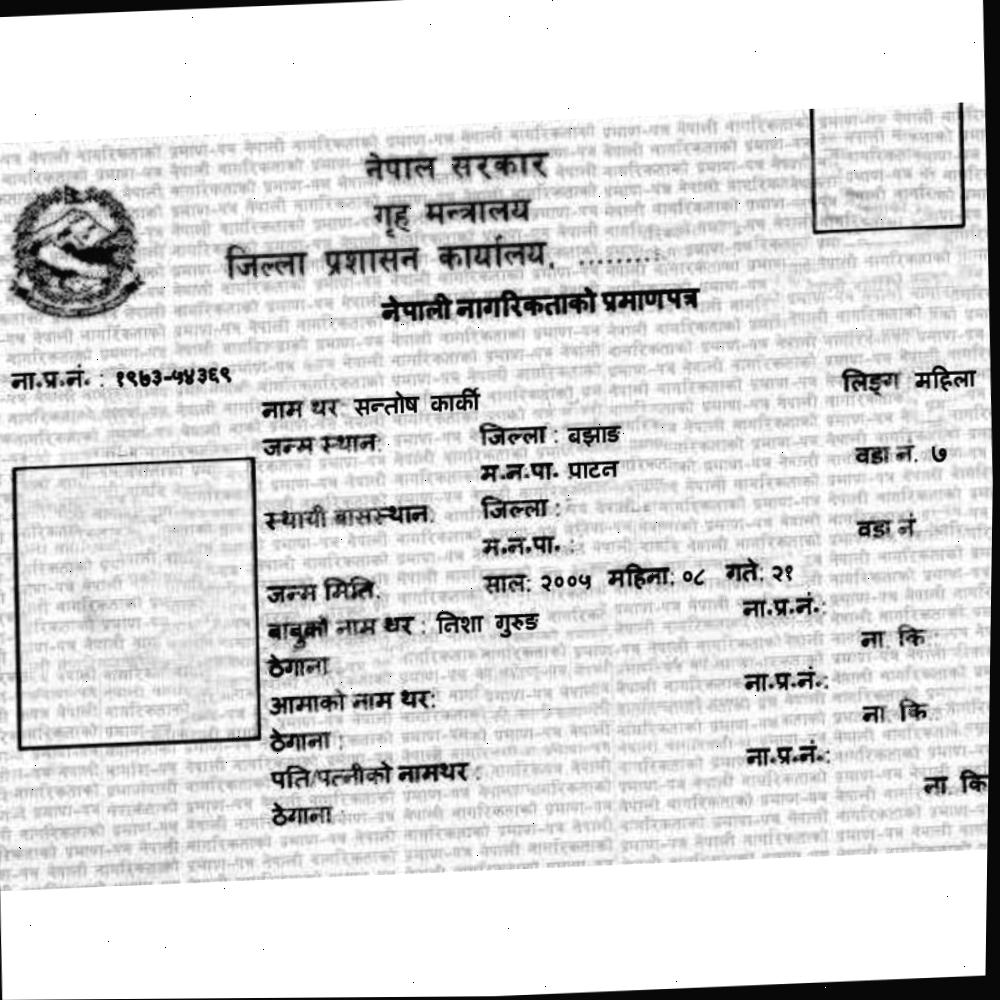 नेपाल सरकार
गृह मन्त्रालय
जिल्ला प्रशासन कार्यालय, .........
नेपाली नागरिकताको प्रमाणपत्र
ना.प्र.नं. : १९७३-५४३६९
लिङ्ग महिला
नाम थर सन्तोष कार्की
जन्म स्थान: जिल्ला : बझाङ
म.न.पा. पाटन वडा नं. ७
स्थायी बासस्थान: जिल्ला :
म.न.पा. : वडा नं
जन्म मिति: साल: २००५ महिना: ०८ गते: २१
बाबुको नाम थर : निशा गुरुङ ना.प्र.नं.:
ठेगाना ना. कि.
आमाको नाम थर: ना.प्र.नं.:
ठेगाना : ना. कि.
पति/पत्नीको नामथर : ना.प्र.नं.:
ठेगाना : ना. कि